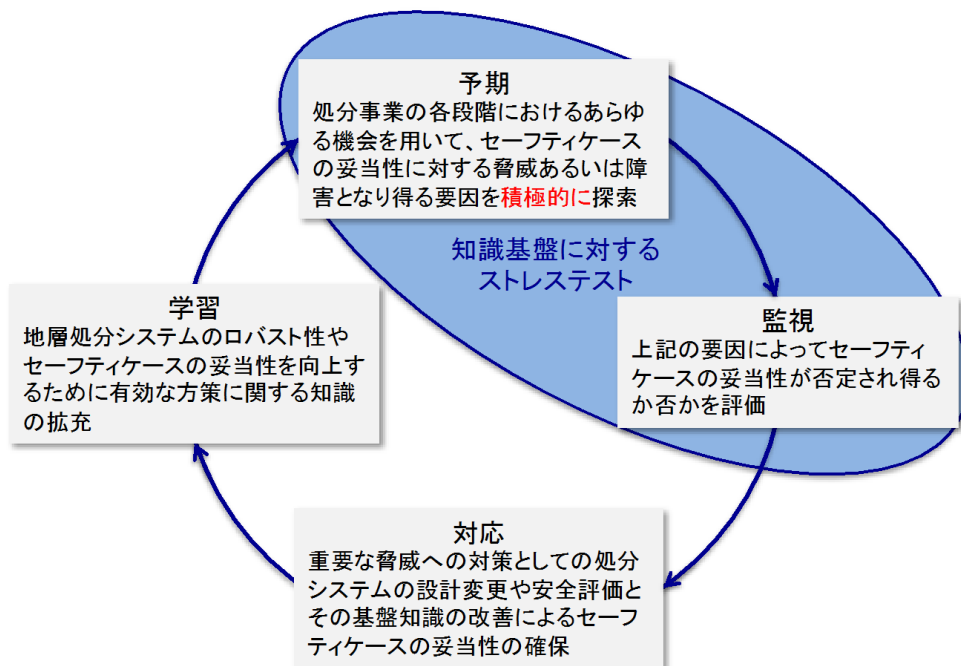 予期
処分事業の各段階におけるあらゆ
る機会を用いて、セーフティケース
の妥当性に対する脅威あるいは障
害となり得る要因を積極的に探索
知識基盤に対する
ストレステスト
学習
地層処分システムのロバスト性や
セーフティケースの妥当性を向上す
るために有効な方策に関する知識
の拡充
監視
上記の要因によってセーフティ
ケースの妥当性が否定され得る
か否かを評価
対応
重要な脅威への対策としての処分
システムの設計変更や安全評価と
その基盤知識の改善によるセーフ
ティケースの妥当性の確保